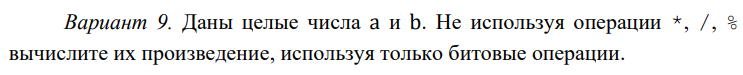 Вариант 9. Даны целые числа a и b. Не используя операции *, /, %
вычислите их произведение, используя только битовые операции.